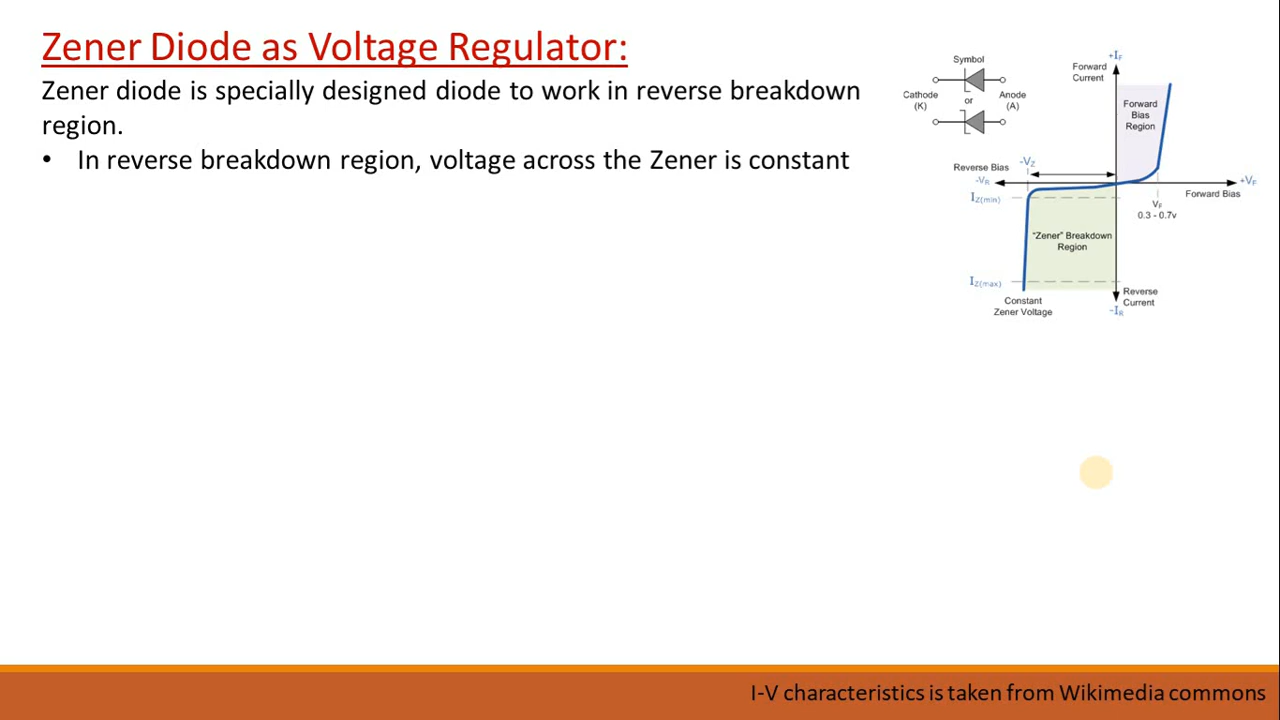 Zener Diode as Voltage Regulator:
Zener diode is specially designed diode to work in reverse breakdown
region.
• In reverse breakdown region, voltage across the Zener is constant
Symbol
Cathode
(K)
or
Anode
(A)
+IF
Forward
Current
Forward
Bias
Region
Reverse Bias
-VZ
-VR
+VF
Forward Bias
IZ(min)
VF
0.3 - 0.7v
"Zener" Breakdown
Region
IZ(max)
Constant
Zener Voltage
Reverse
Current
-IR
I-V characteristics is taken from Wikimedia commons